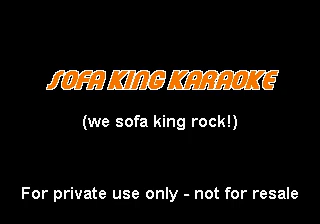 SOFA KING KARAOKE
(we sofa king rock!)
For private use only - not for resale